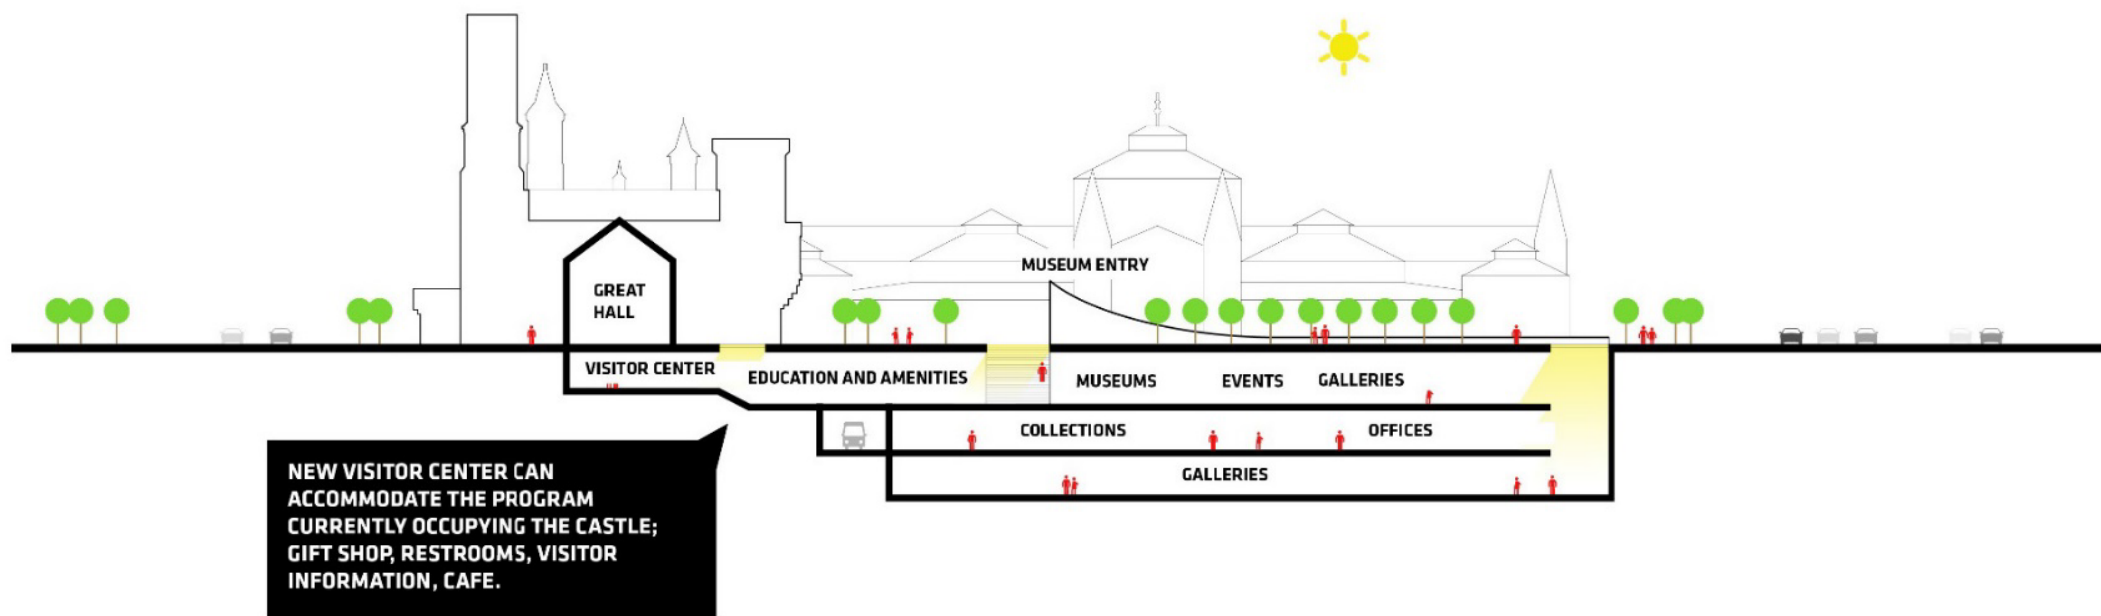 MUSEUM ENTRY
GREAT
HALL
VISITOR CENTER
EDUCATION AND AMENITIES
MUSEUMS
EVENTS
GALLERIES
COLLECTIONS
OFFICES
GALLERIES
NEW VISITOR CENTER CAN
ACCOMMODATE THE PROGRAM
CURRENTLY OCCUPYING THE CASTLE;
GIFT SHOP, RESTROOMS, VISITOR
INFORMATION, CAFE.